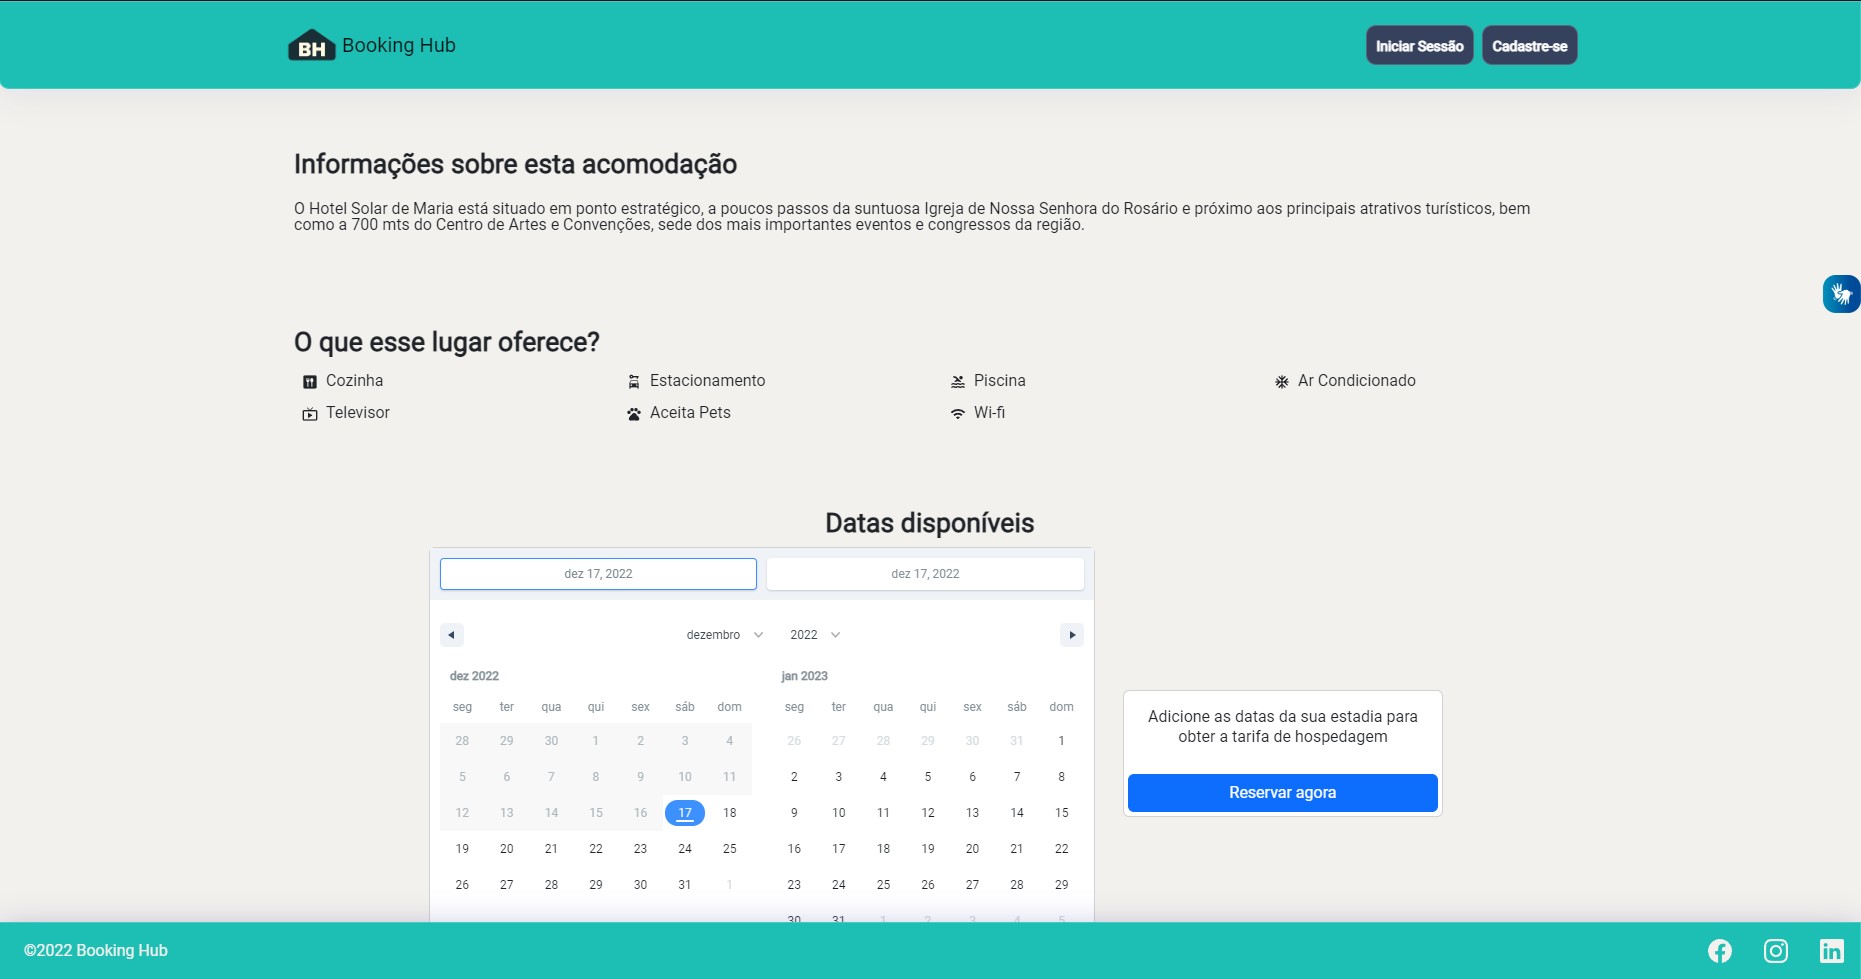 BH Booking Hub
Iniciar Sessão Cadastre-se
Informações sobre esta acomodação
O Hotel Solar de Maria está situado em ponto estratégico, a poucos passos da suntuosa Igreja de Nossa Senhora do Rosário e próximo aos principais atrativos turísticos, bem
como a 700 mts do Centro de Artes e Convenções, sede dos mais importantes eventos e congressos da região.
O que esse lugar oferece?
Cozinha Estacionamento Piscina Ar Condicionado
Televisor Aceita Pets Wi-fi
Datas disponíveis
dez 17, 2022 dez 17, 2022
dezembro 2022
dez 2022 jan 2023
seg ter qua qui sex sáb dom seg ter qua qui sex sáb dom
28 29 30 1 2 3 4 26 27 28 29 30 31 1
5 6 7 8 9 10 11 2 3 4 5 6 7 8
12 13 14 15 16 17 18 9 10 11 12 13 14 15
19 20 21 22 23 24 25 16 17 18 19 20 21 22
26 27 28 29 30 31 1 23 24 25 26 27 28 29
30 31 1 2 3 4 5
Adicione as datas da sua estadia para
obter a tarifa de hospedagem
Reservar agora
©2022 Booking Hub